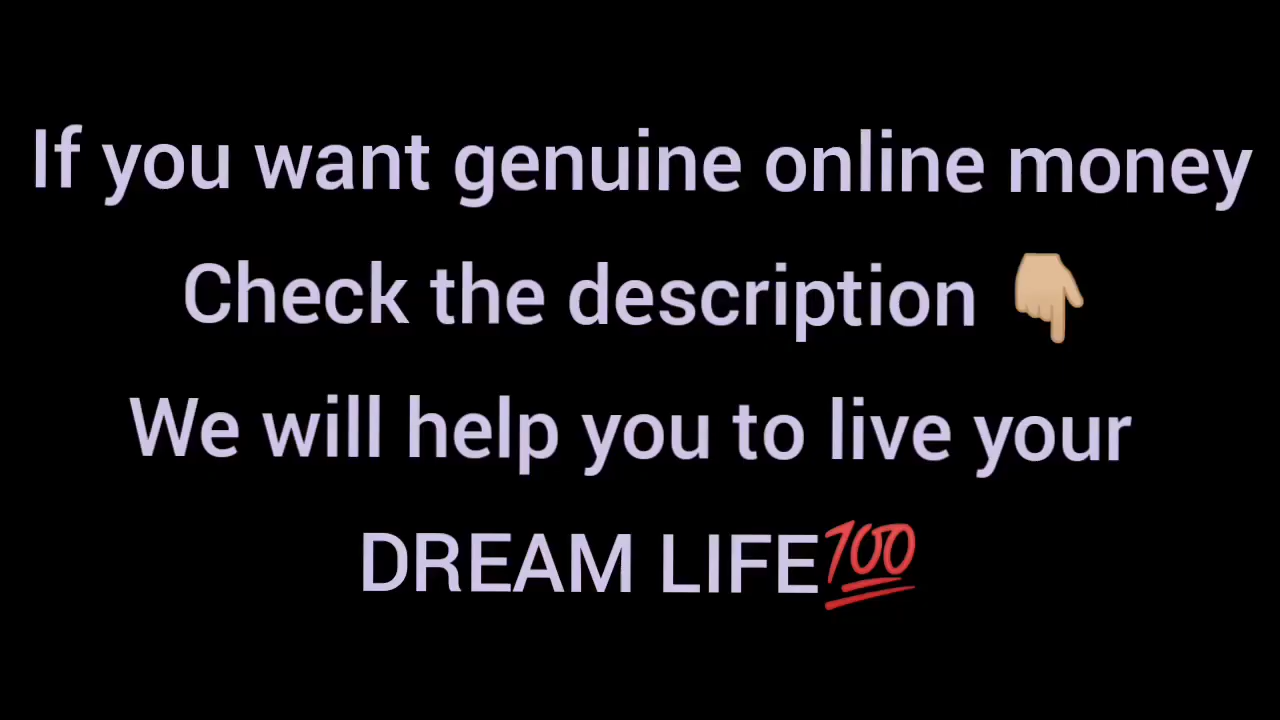 If you want genuine online money
Check the description 👇🏼
We will help you to live your
DREAM LIFE💯